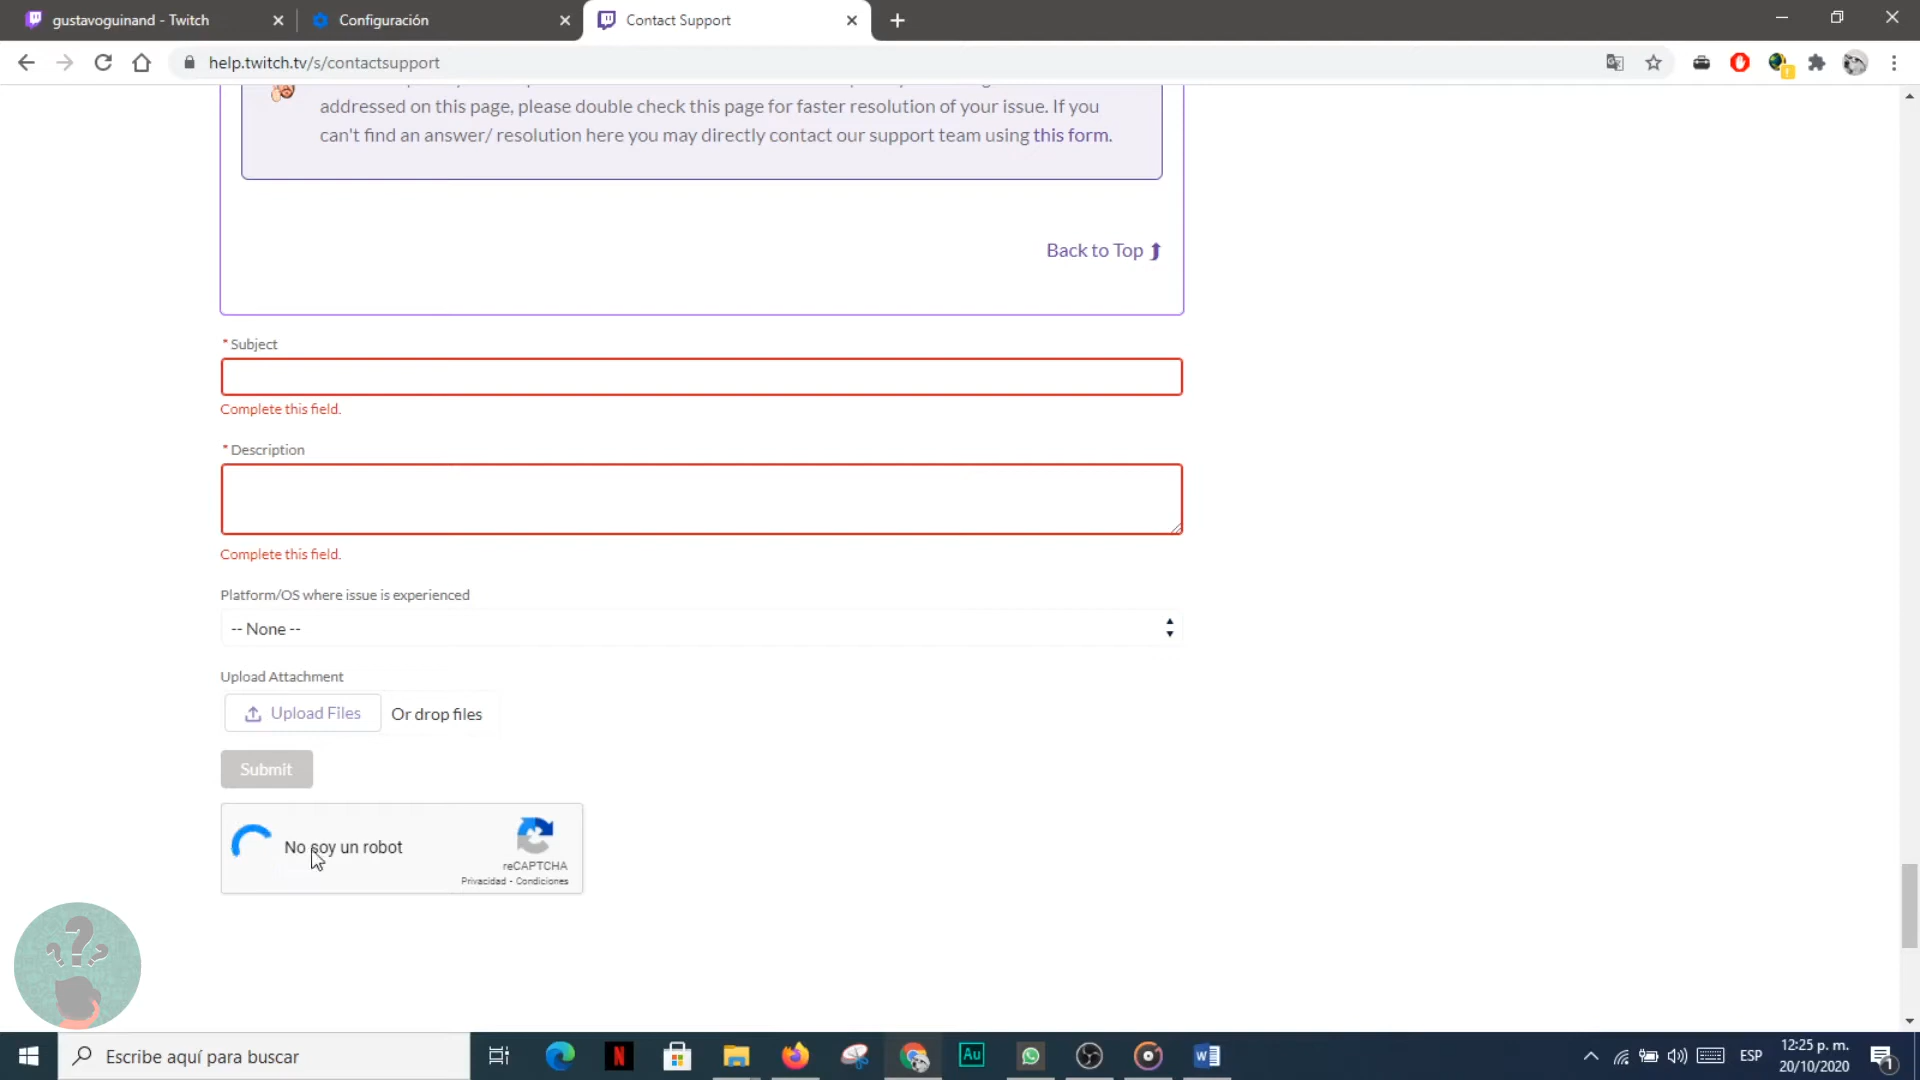 gustavoguinand - Twitch
Configuración
Contact Support
help.twitch.tv/s/contactsupport
addressed on this page, please double check this page for faster resolution of your issue. If you
can't find an answer/ resolution here you may directly contact our support team using this form.
Back to Top
* Subject
Complete this field.
* Description
Complete this field.
Platform/OS where issue is experienced
-- None --
Upload Attachment
Upload Files
Or drop files
Submit
No soy un robot
reCAPTCHA
Privacidad - Condiciones
Escribe aquí para buscar
N
Au
W
ESP
12:25 p. m.
20/10/2020
1